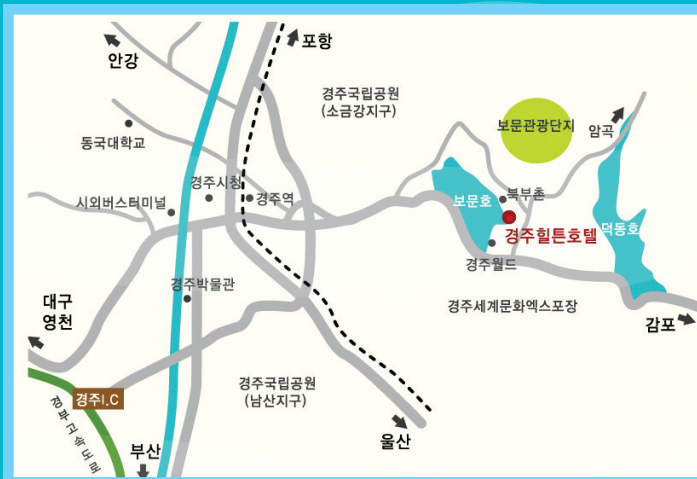 안강
포항
경주국립공원
(소금강지구)
보문관광단지
암곡
동국대학교
경주시청
경주역
시외버스터미널
보문호
북부촌
경주힐튼호텔
덕동호
경주월드
경주박물관
대구
영천
경주세계문화엑스포장
감포
경주I.C
경주국립공원
(남산지구)
경부고속도로
부산
울산